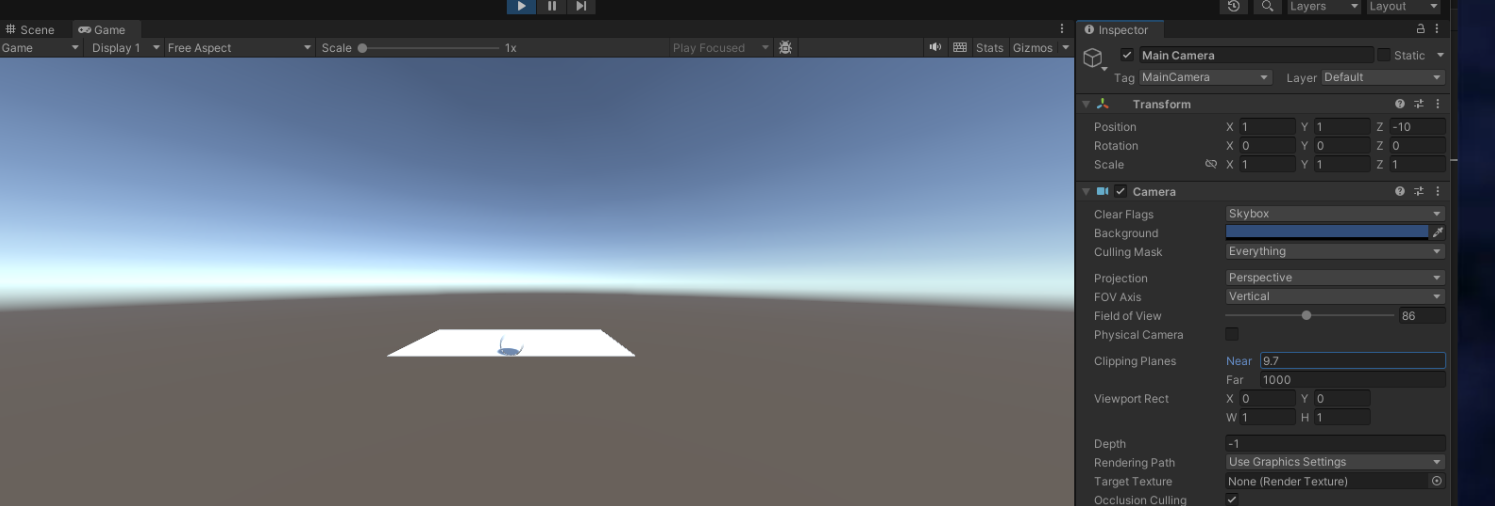 Layers Layout
Scene Game Inspector
Game Display 1 Free Aspect Scale 1x Play Focused Stats Gizmos
Main Camera Static
Tag MainCamera Layer Default
Transform
Position X 1 Y 1 Z -10
Rotation X 0 Y 0 Z 0
Scale X 1 Y 1 Z 1
Camera
Clear Flags Skybox
Background
Culling Mask Everything
Projection Perspective
FOV Axis Vertical
Field of View 86
Physical Camera
Clipping Planes Near 9.7
Far 1000
Viewport Rect X 0 Y 0
W 1 H 1
Depth -1
Rendering Path Use Graphics Settings
Target Texture None (Render Texture)
Occlusion Culling